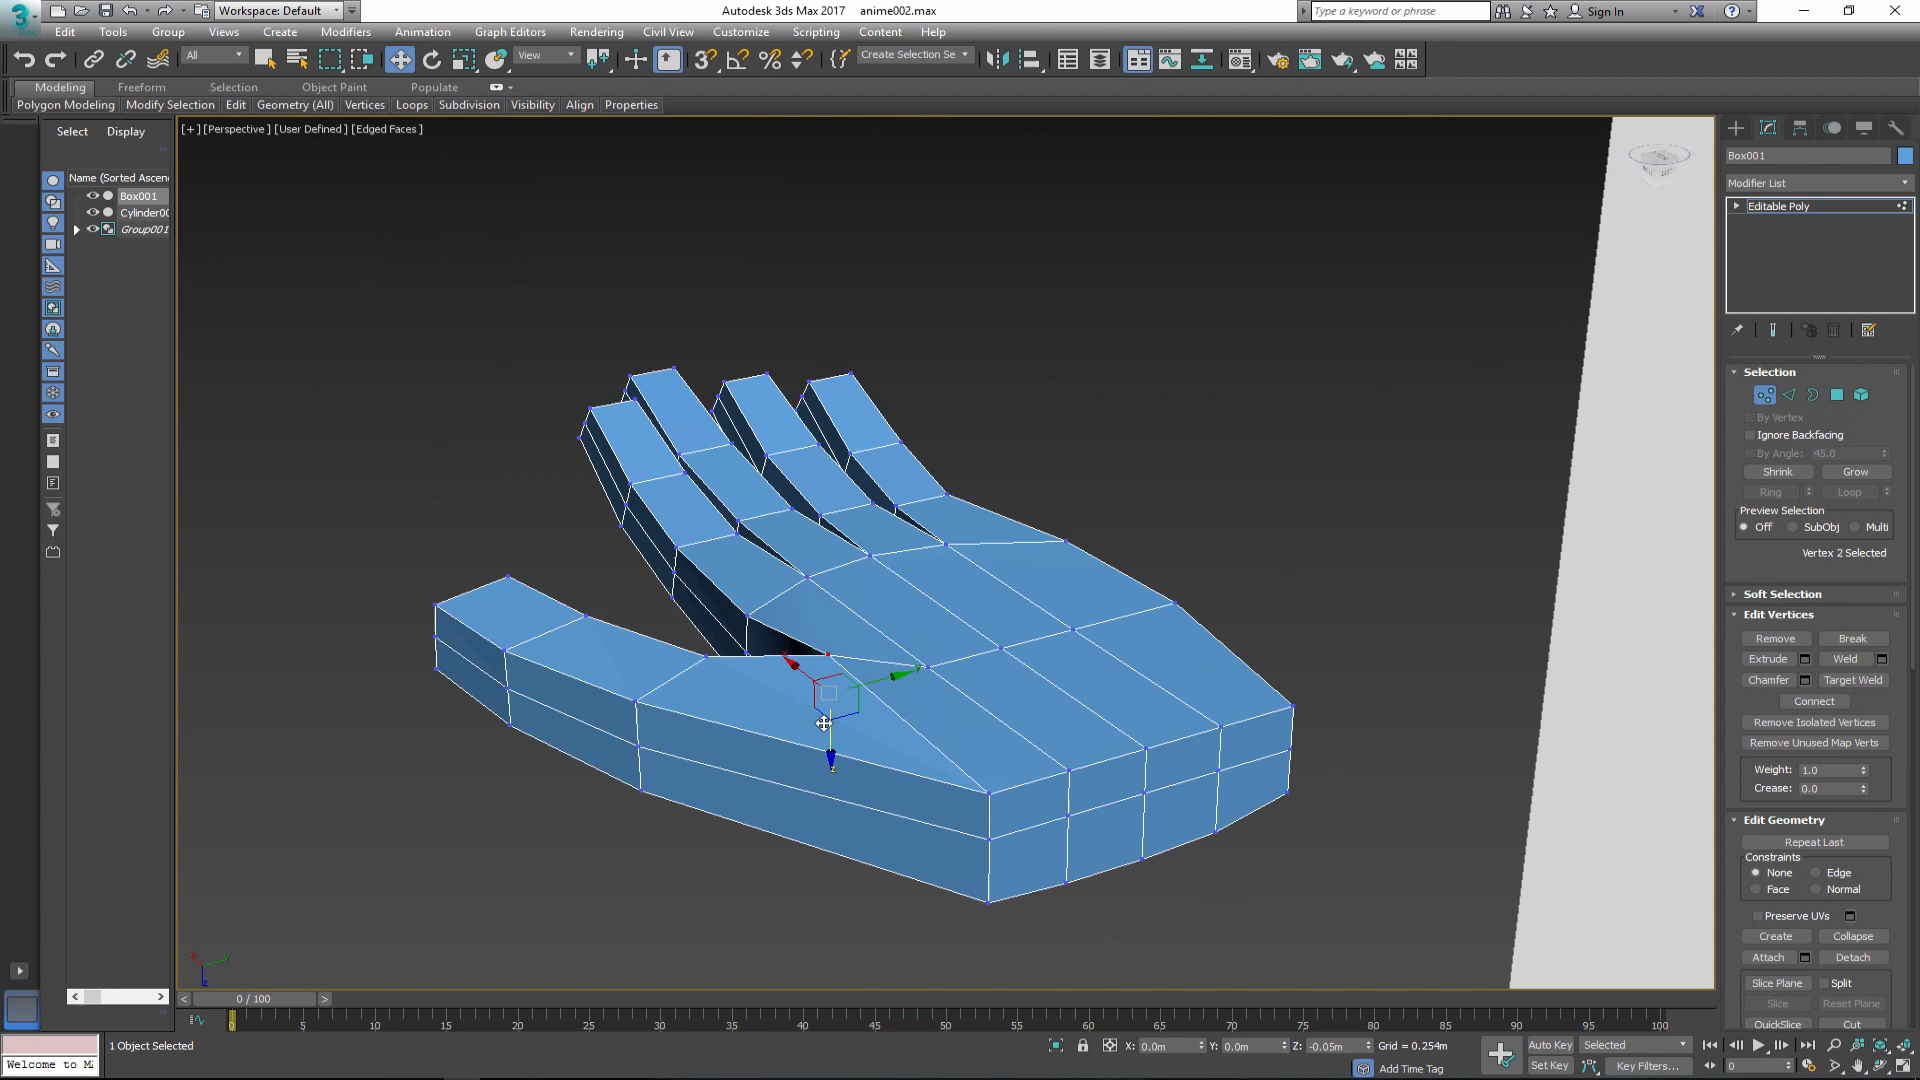 Workspace: Default
Autodesk 3ds Max 2017 anime002.max
Type a keyword or phrase
Sign In
MAX
Edit Tools Group Views Create Modifiers Animation Graph Editors Rendering Civil View Customize Scripting Content Help
All
View
Create Selection Se
Modeling Freeform Selection Object Paint Populate
Polygon Modeling Modify Selection Edit Geometry (All) Vertices Loops Subdivision Visibility Align Properties
Select Display
Name (Sorted Ascen
Box001
Cylinder00
Group001
[+] [Perspective] [User Defined] [Edged Faces]
Box001
Modifier List
Editable Poly
Selection
By Vertex
Ignore Backfacing
By Angle: 45.0
Shrink Grow
Ring Loop
Preview Selection
Off SubObj Multi
Vertex 2 Selected
Soft Selection
Edit Vertices
Remove Break
Extrude Weld
Chamfer Target Weld
Connect
Remove Isolated Vertices
Remove Unused Map Verts
Weight: 1.0
Crease: 0.0
Edit Geometry
Repeat Last
Constraints
None Edge
Face Normal
Preserve UVs
Create Collapse
Attach Detach
Slice Plane Split
Slice Reset Plane
QuickSlice Cut
x y z
x y z
< 0 / 100 >
0 5 10 15 20 25 30 35 40 45 50 55 60 65 70 75 80 85 90 95 100
1 Object Selected
X: 0.0m Y: 0.0m Z: -0.05m Grid = 0.254m
Auto Key Selected
Welcome to M
Add Time Tag
Set Key Key Filters...
0